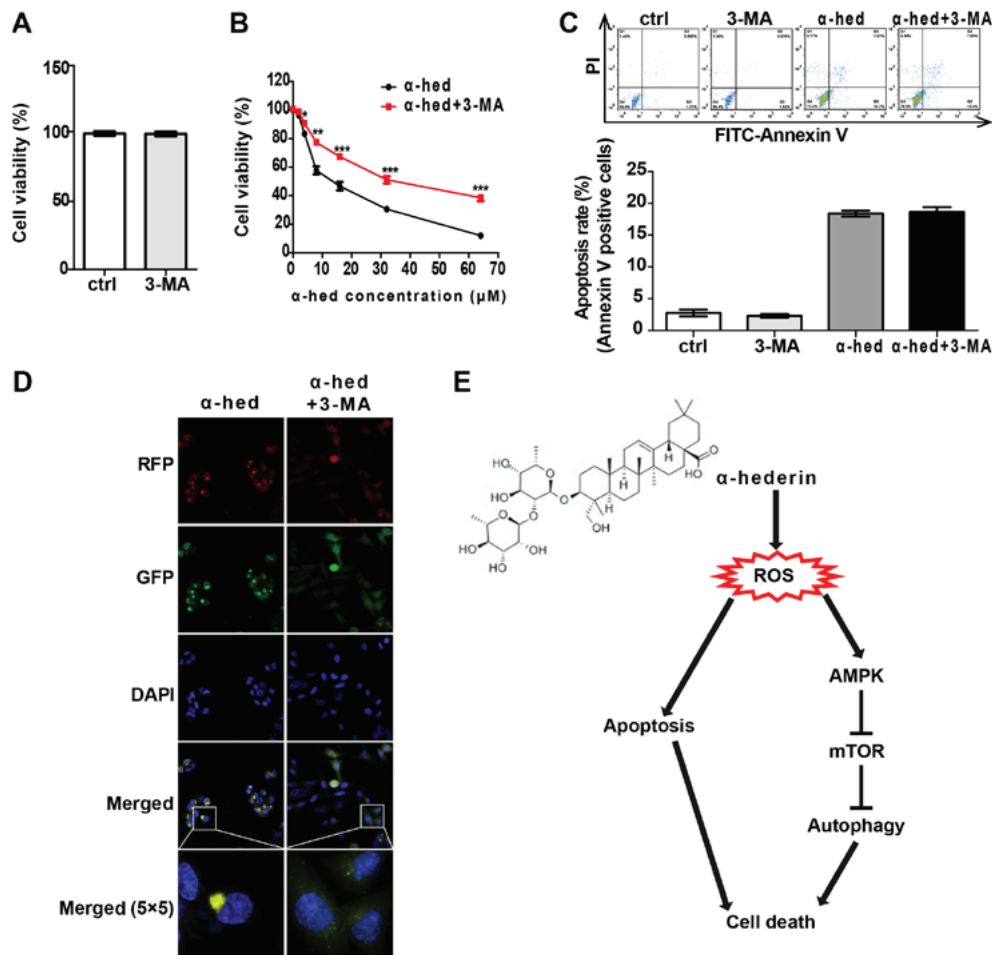 A
Cell viability (%)
150
100
50
0
ctrl
3-MA
B
Cell viability (%)
120
100
80
60
40
20
0
α-hed
α-hed+3-MA
*
**
***
***
***
0 10 20 30 40 50 60 70
α-hed concentration (μM)
C
ctrl 3-MA α-hed α-hed+3-MA
PI
FITC-Annexin V
Apoptosis rate (%)
(Annexin V positive cells)
25
20
15
10
5
0
ctrl 3-MA α-hed α-hed+3-MA
D
α-hed
α-hed
+3-MA
RFP
GFP
DAPI
Merged
Merged (5×5)
E
HO
HO
O
O
O
HO
O
O
HO
OH
OH
H
H
H
O
HO
α-hederin
ROS
AMPK
Apoptosis
mTOR
Autophagy
Cell death